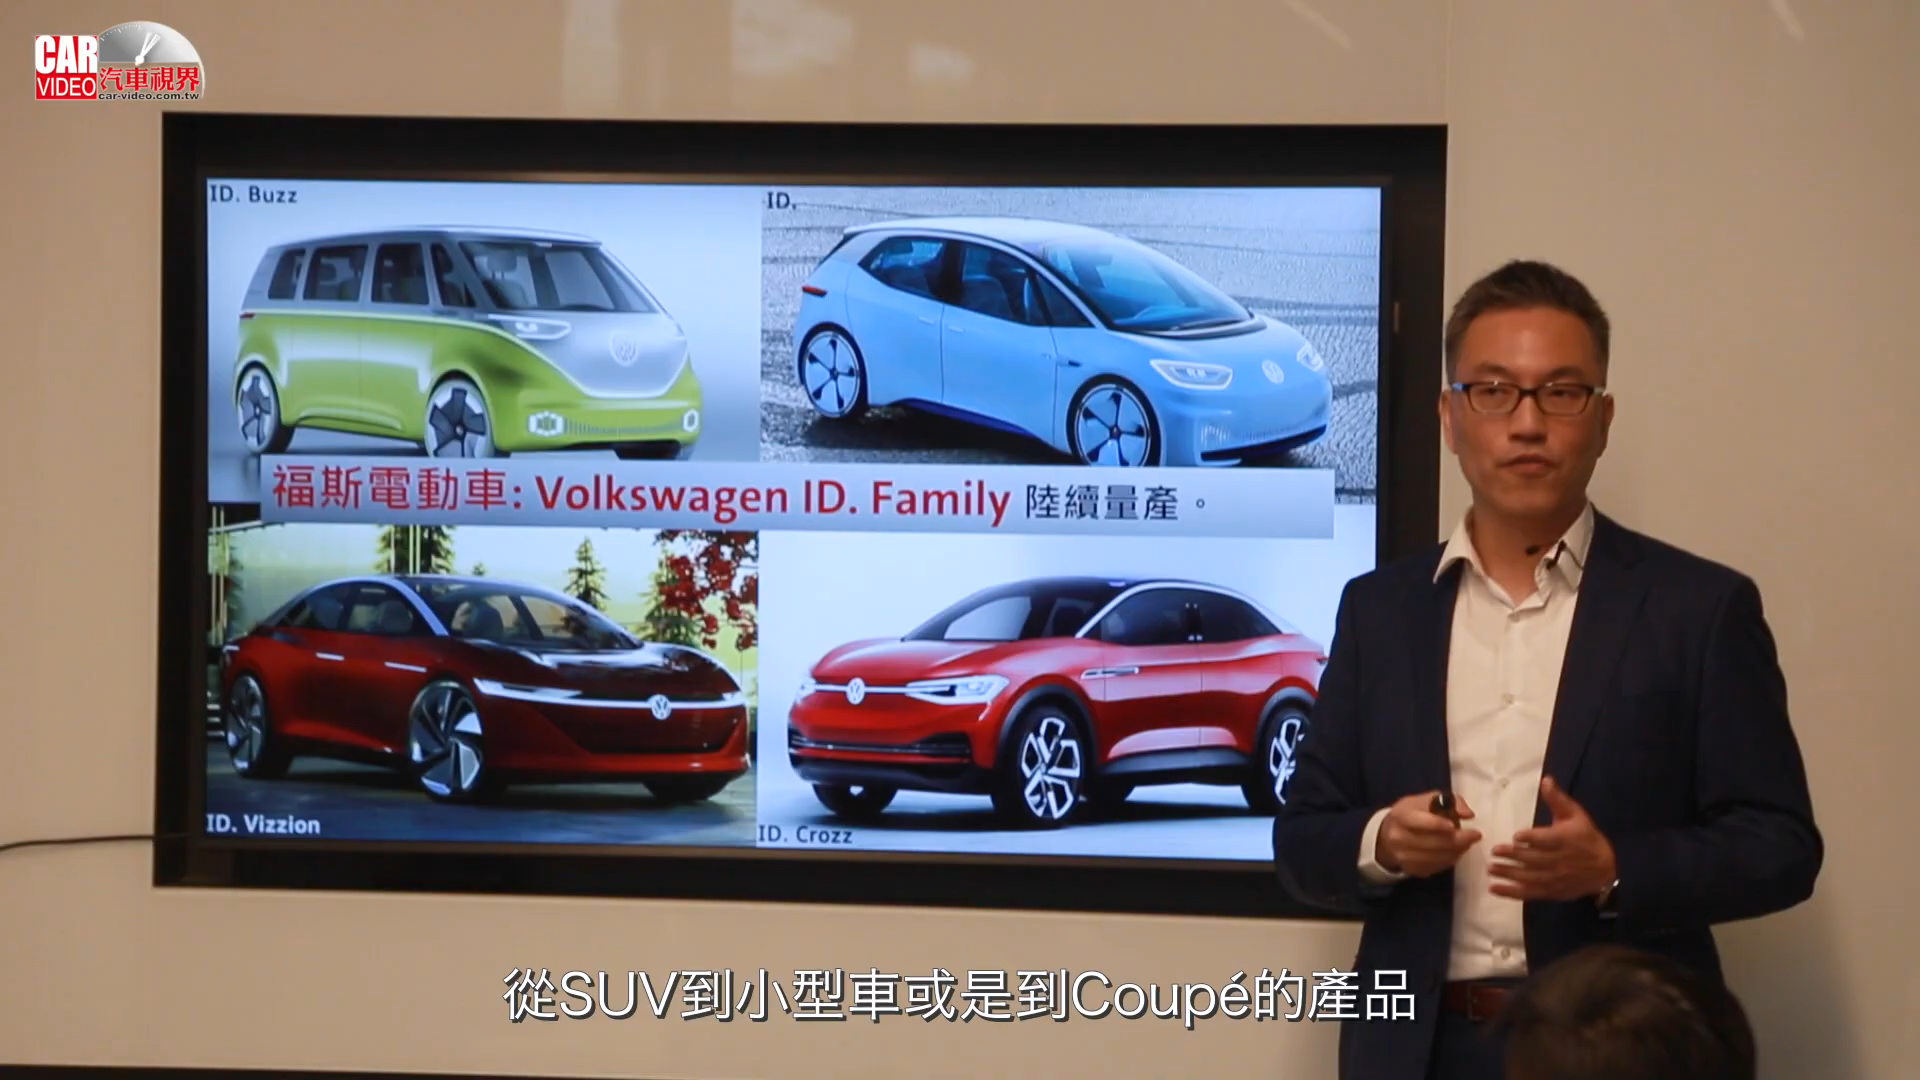 CAR
VIDEO 汽車視界
car-video.com.tw
ID. Buzz
ID.
福斯電動車: Volkswagen ID. Family 陸續量產。
ID. Vizzion
ID. Crozz
從SUV到小型車或是到Coupé的產品